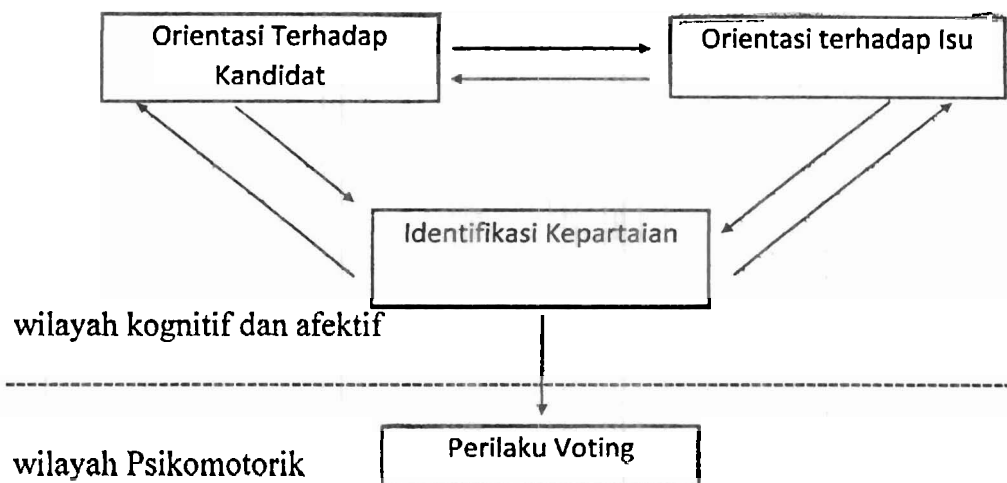 Orientasi Terhadap
Kandidat
Orientasi terhadap Isu
Identifikasi Kepartaian
wilayah kognitif dan afektif
Perilaku Voting
wilayah Psikomotorik